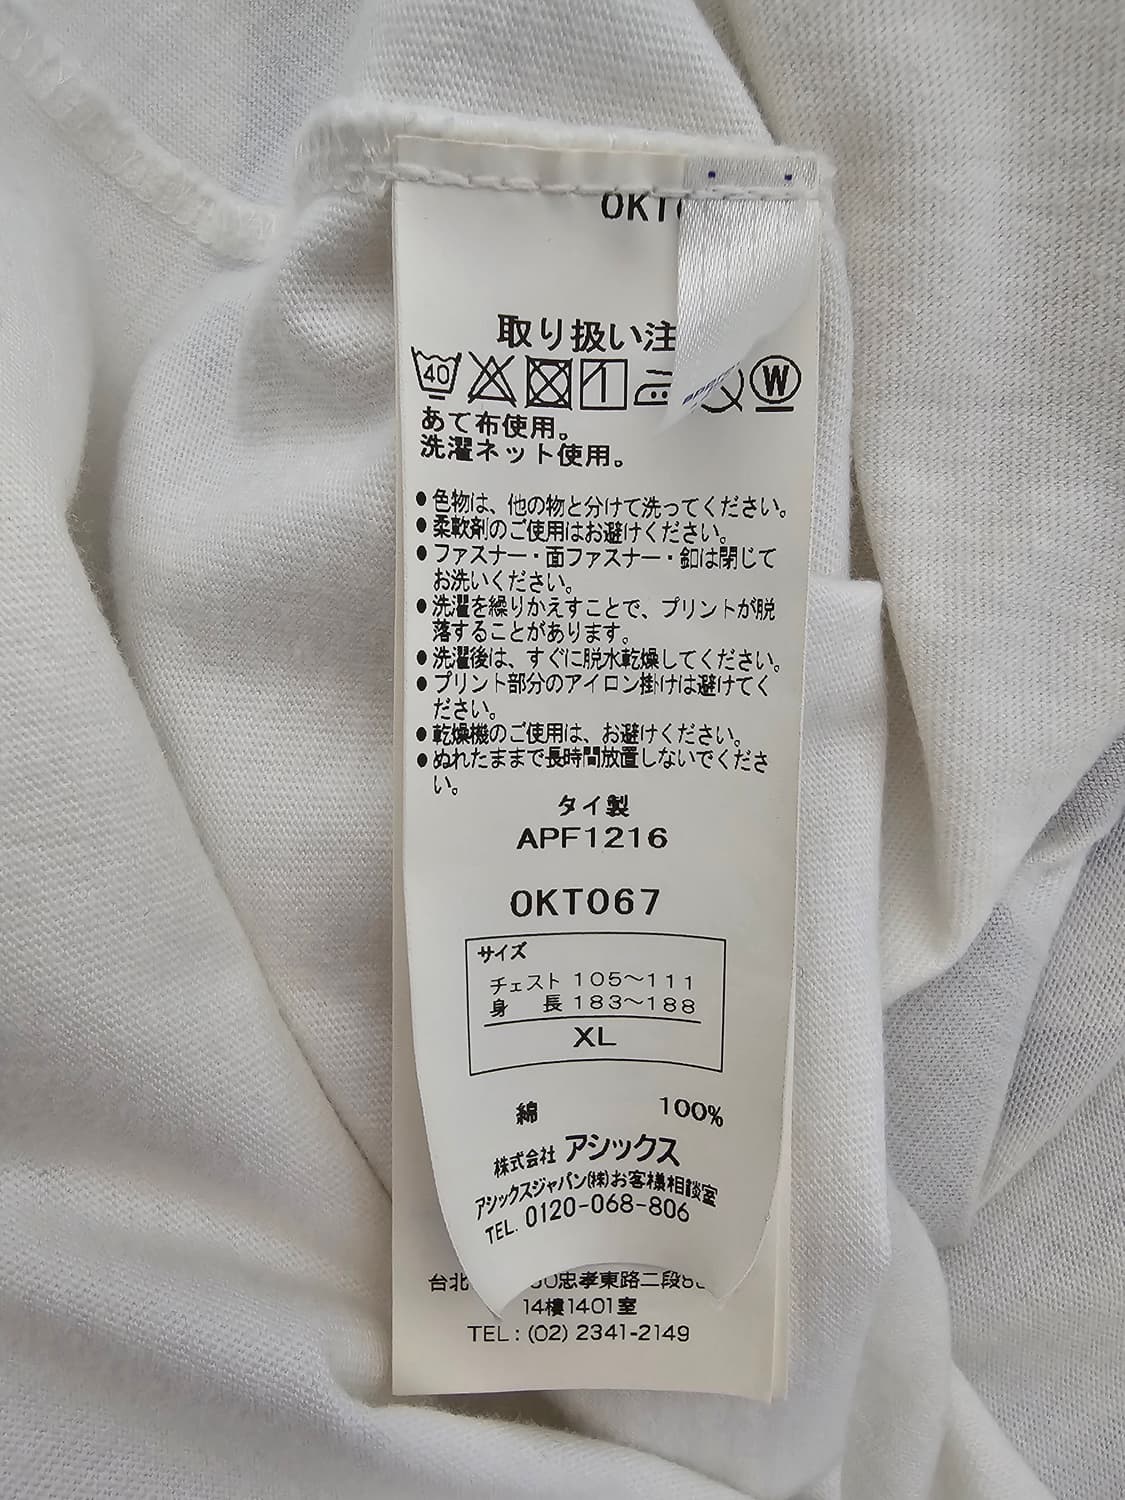 取り扱い注
40
W
あて布使用。
洗濯ネット使用。
●色物は、他の物と分けて洗ってください。
●柔軟剤のご使用はお避けください。
●ファスナー・面ファスナー・釦は閉じて
お洗いください。
●洗濯を繰りかえすことで、プリントが脱
落することがあります。
●洗濯後は、すぐに脱水乾燥してください。
●プリント部分のアイロン掛けは避けてく
ださい。
●乾燥機のご使用は、お避けください。
●ぬれたままで長時間放置しないでくださ
い。
タイ製
APF1216
0KT067
サイズ
チェスト 105～111
身 長 183～188
XL
綿 100%
株式会社 アシックス
アシックスジャパン(株)お客様相談室
TEL. 0120-068-806
台北 忠孝東路二段
14樓1401室
TEL : (02) 2341-2149